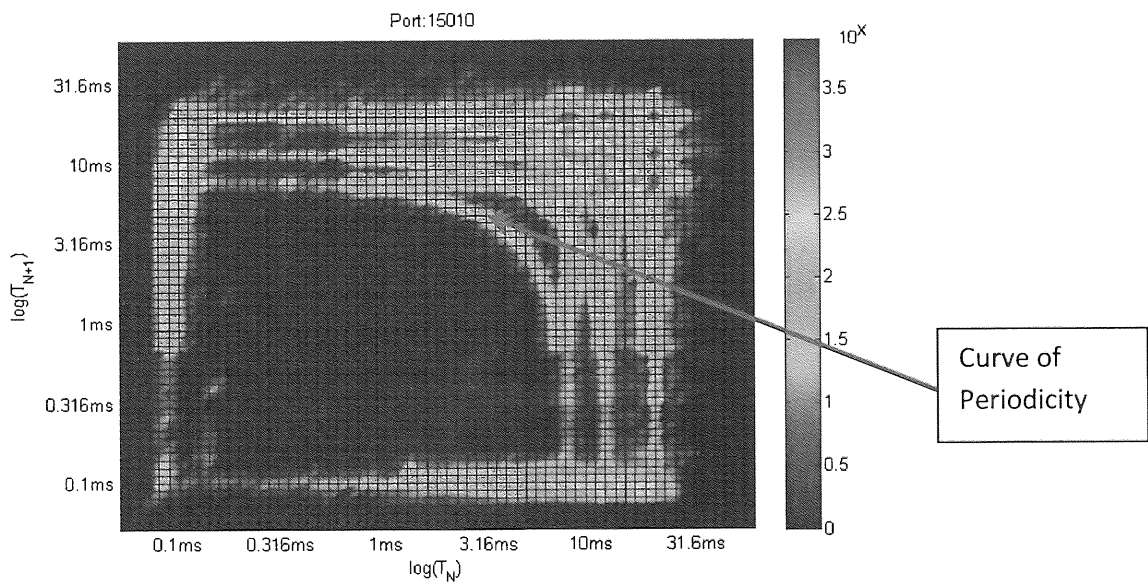 Port:15010
10^x
31.6ms
10ms
3.16ms
1ms
0.316ms
0.1ms
log(T_{N+1})
0.1ms
0.316ms
1ms
3.16ms
10ms
31.6ms
log(T_N)
3.5
3
2.5
2
1.5
1
0.5
0
Curve of
Periodicity